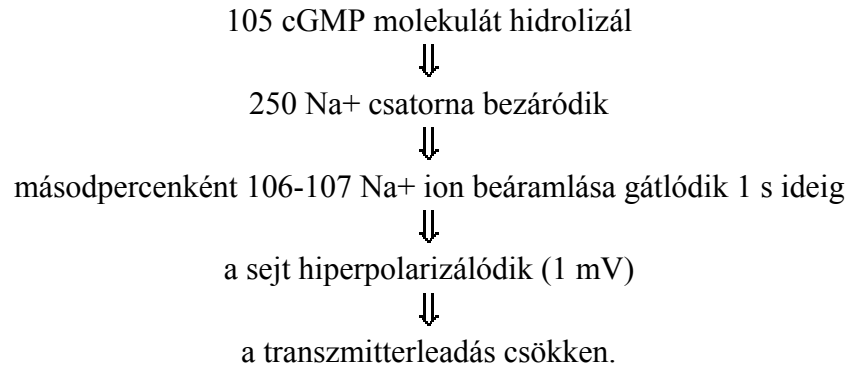 105 cGMP molekulát hidrolizál
⇓
250 Na+ csatorna bezáródik
⇓
másodpercenként 106-107 Na+ ion beáramlása gátlódik 1 s ideig
⇓
a sejt hiperpolarizálódik (1 mV)
⇓
a transzmitterleadás csökken.